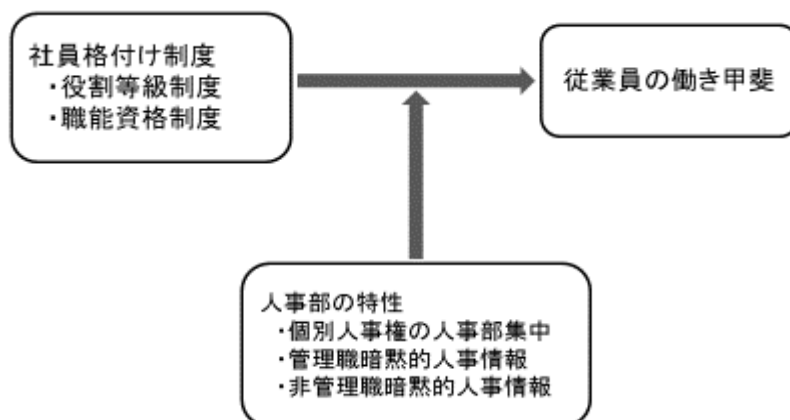 社員格付け制度
・役割等級制度
・職能資格制度
従業員の働き甲斐
人事部の特性
・個別人事権の人事部集中
・管理職暗黙的人事情報
・非管理職暗黙的人事情報